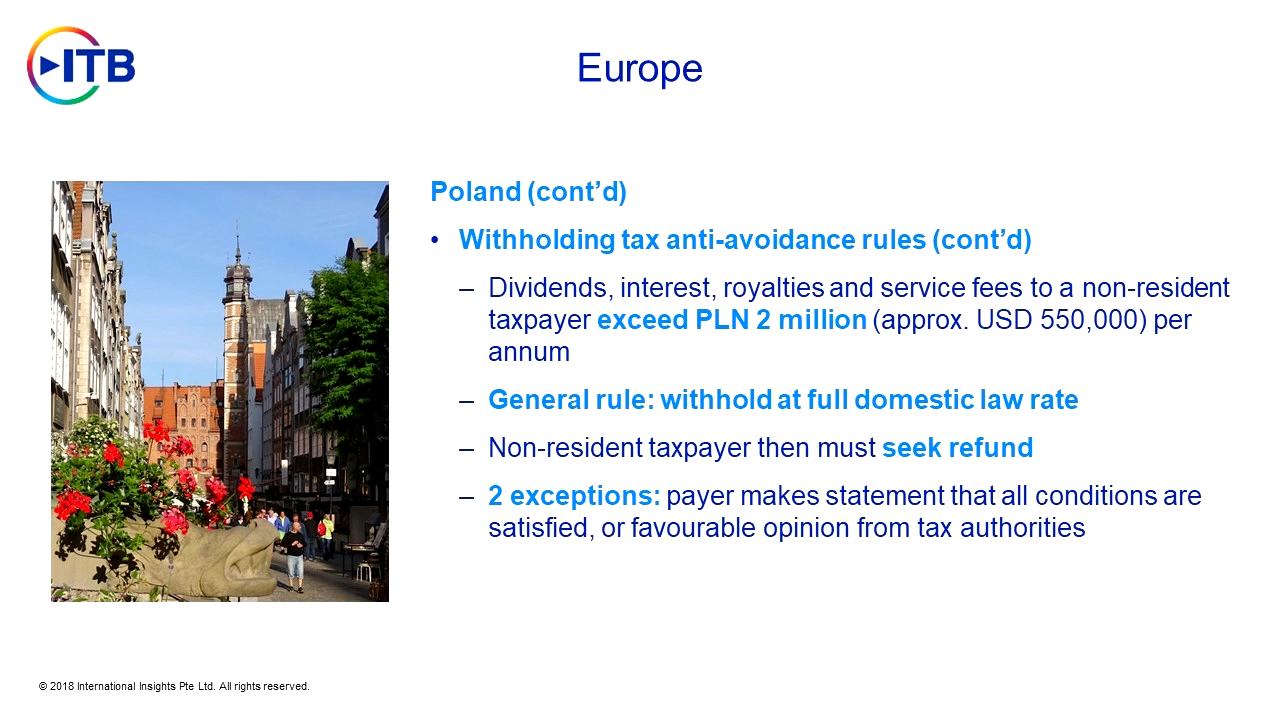 ITB
Europe
Poland (cont’d)
• Withholding tax anti-avoidance rules (cont’d)
– Dividends, interest, royalties and service fees to a non-resident
taxpayer exceed PLN 2 million (approx. USD 550,000) per
annum
– General rule: withhold at full domestic law rate
– Non-resident taxpayer then must seek refund
– 2 exceptions: payer makes statement that all conditions are
satisfied, or favourable opinion from tax authorities
© 2018 International Insights Pte Ltd. All rights reserved.